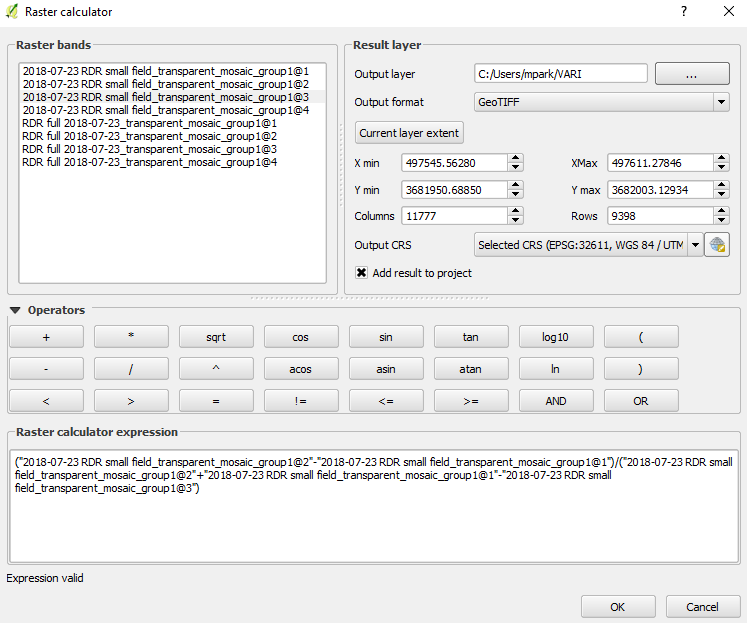 Raster calculator
?
Raster bands
2018-07-23 RDR small field_transparent_mosaic_group1@1
2018-07-23 RDR small field_transparent_mosaic_group1@2
2018-07-23 RDR small field_transparent_mosaic_group1@3
2018-07-23 RDR small field_transparent_mosaic_group1@4
RDR full 2018-07-23_transparent_mosaic_group1@1
RDR full 2018-07-23_transparent_mosaic_group1@2
RDR full 2018-07-23_transparent_mosaic_group1@3
RDR full 2018-07-23_transparent_mosaic_group1@4
Result layer
Output layer C:/Users/mpark/VARI ...
Output format GeoTIFF
Current layer extent
X min 497545.56280 XMax 497611.27846
Y min 3681950.68850 Y max 3682003.12934
Columns 11777 Rows 9398
Output CRS Selected CRS (EPSG:32611, WGS 84 / UTM
Add result to project
Operators
+ * sqrt cos sin tan log10 (
- / ^ acos asin atan ln )
< > = != <= >= AND OR
Raster calculator expression
("2018-07-23 RDR small field_transparent_mosaic_group1@2"-"2018-07-23 RDR small field_transparent_mosaic_group1@1")/("2018-07-23 RDR small
field_transparent_mosaic_group1@2"+"2018-07-23 RDR small field_transparent_mosaic_group1@1"-"2018-07-23 RDR small
field_transparent_mosaic_group1@3")
Expression valid
OK Cancel